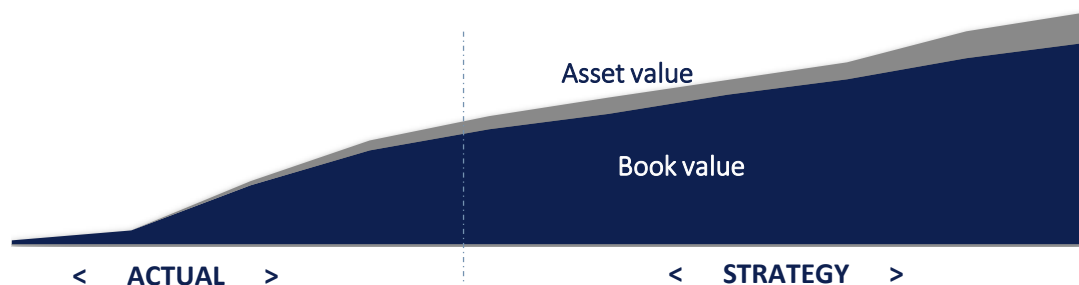 Asset value
Book value
< ACTUAL > < STRATEGY >